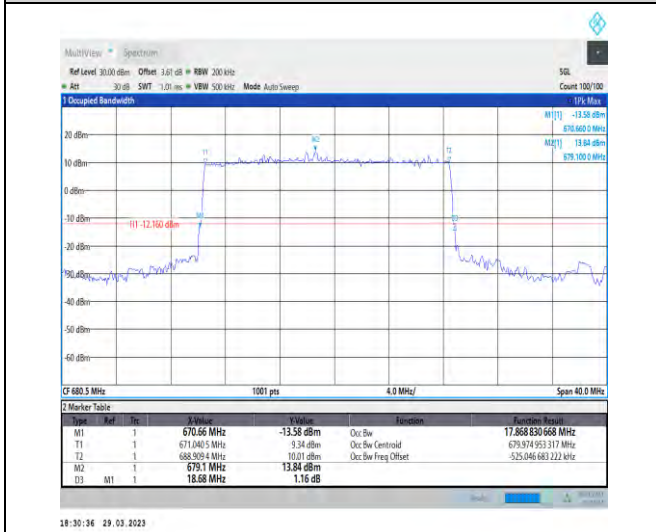 MultiView Spectrum
Ref Level 30.00 dBm Offset 3.61 dB RBW 200 kHz SGL
Att 30 dB SWT 1.01 ms VBW 500 kHz Mode Auto Sweep Count 100/100
1 Occupied Bandwidth 1Pk Max
M1[1] -13.58 dBm
670.660 0 MHz
M2[1] 13.84 dBm
679.100 0 MHz
20 dBm
M2
T1
T2
10 dBm
0 dBm
-10 dBm
M1
D3
H1 -12.160 dBm
-20 dBm
-30 dBm
-40 dBm
-50 dBm
-60 dBm
CF 680.5 MHz 1001 pts 4.0 MHz/ Span 40.0 MHz
2 Marker Table
Type Ref Trc X-Value Y-Value Function Function Result
M1 1 670.66 MHz -13.58 dBm Occ Bw 17.868 830 668 MHz
T1 1 671.040 5 MHz 9.34 dBm Occ Bw Centroid 679.974 953 317 MHz
T2 1 688.909 4 MHz 10.01 dBm Occ Bw Freq Offset -525.046 683 222 kHz
M2 1 679.1 MHz 13.84 dBm
D3 M1 1 18.68 MHz 1.16 dB
18:30:36 29.03.2023